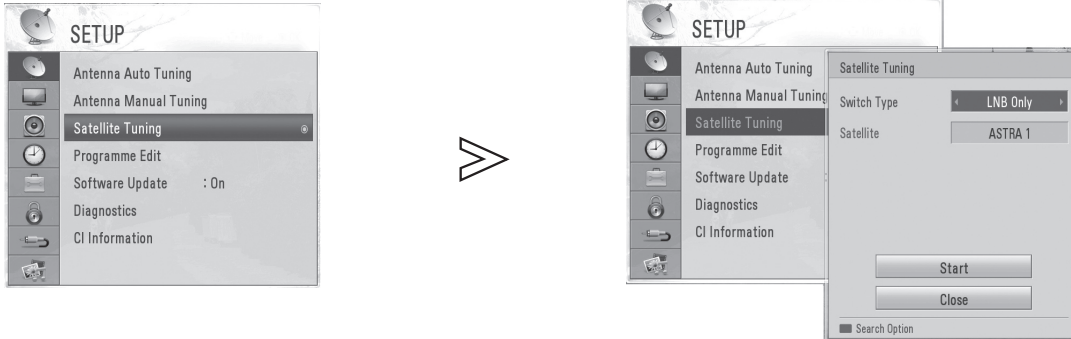 SETUP
Antenna Auto Tuning
Antenna Manual Tuning
Satellite Tuning
Programme Edit
Software Update : On
Diagnostics
CI Information
SETUP
Antenna Auto Tuning
Antenna Manual Tuning
Satellite Tuning
Programme Edit
Software Update
Diagnostics
CI Information
Satellite Tuning
Switch Type LNB Only
Satellite ASTRA 1
Start
Close
Search Option